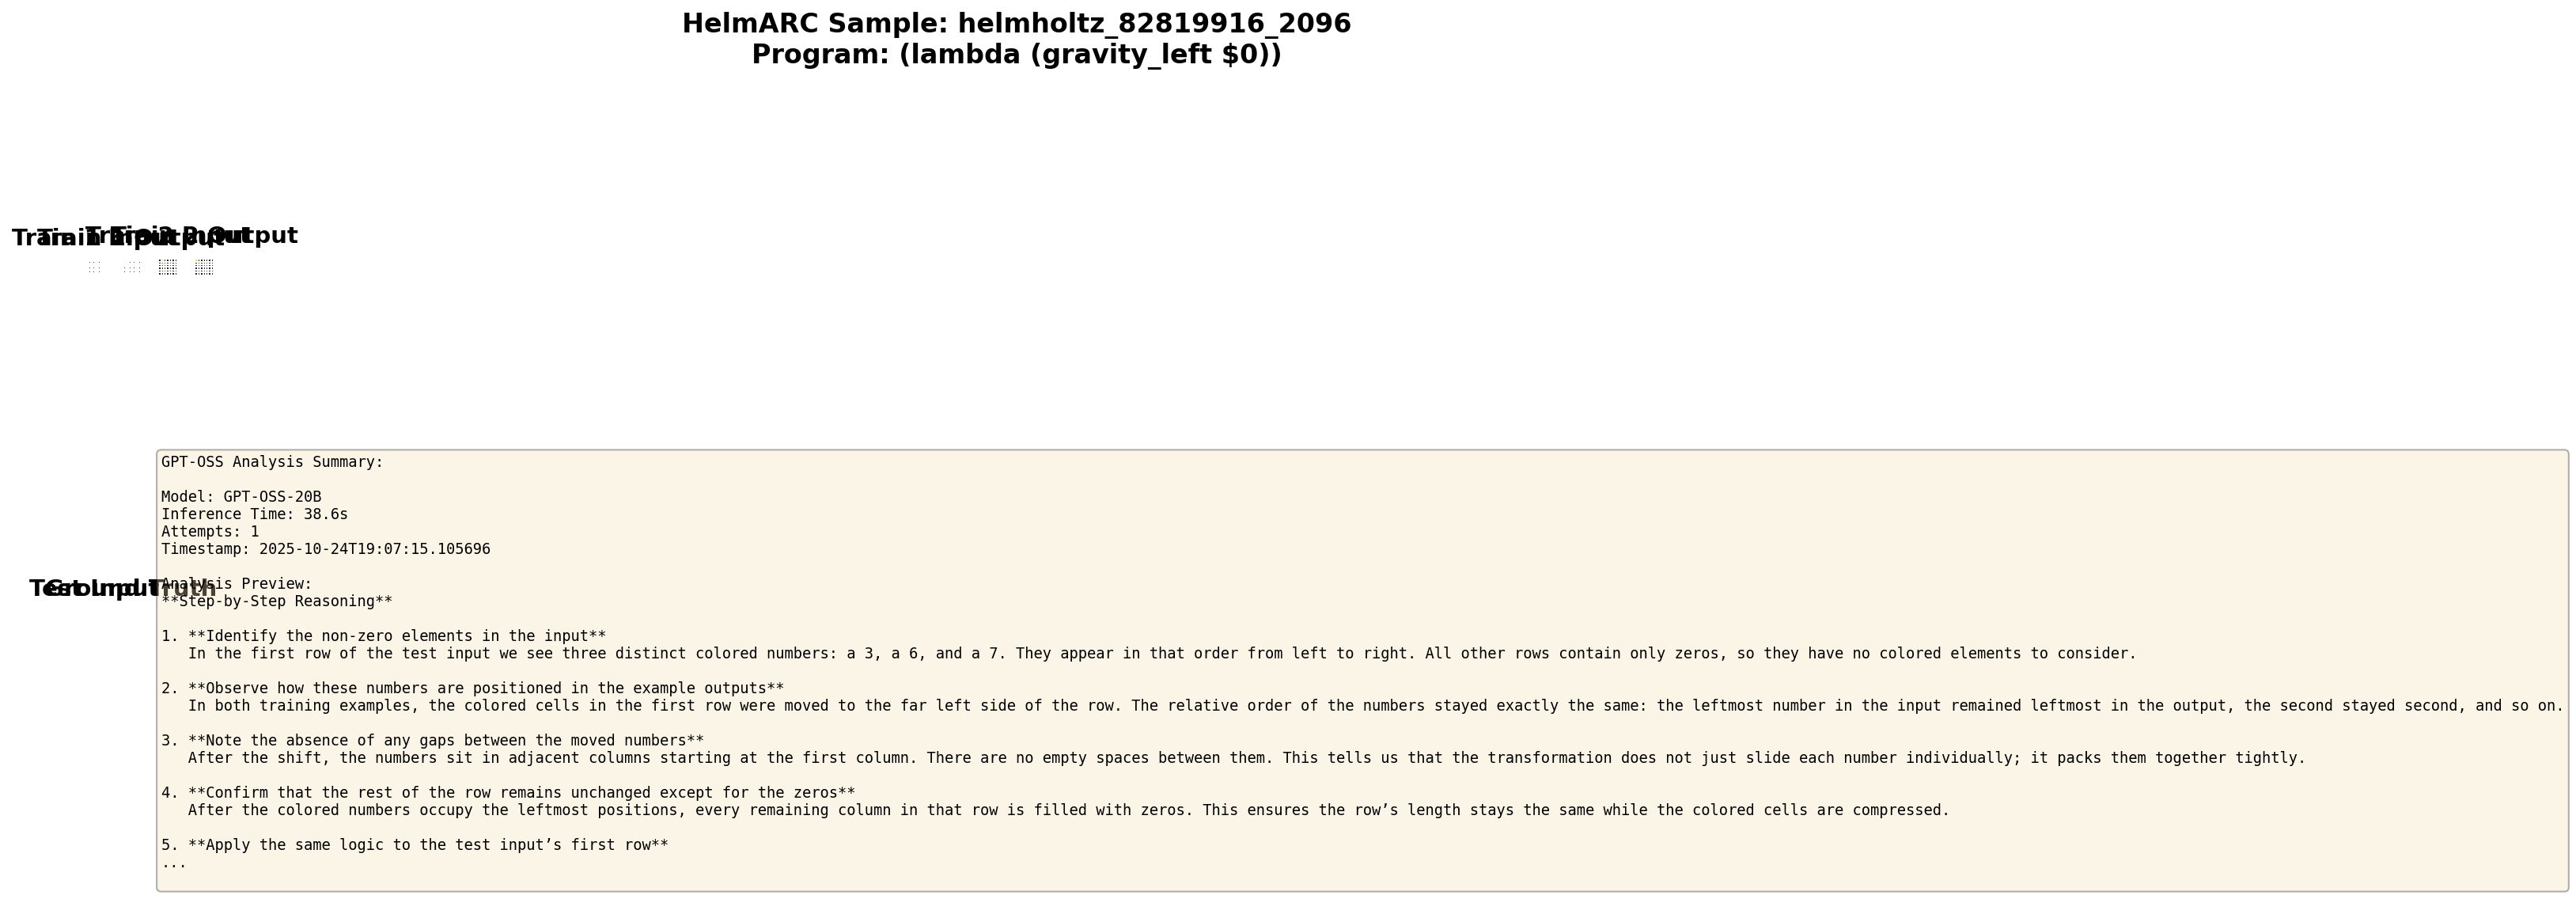 HelmARC Sample: helmholtz_82819916_2096
Program: (lambda (gravity_left $0))
GPT-OSS Analysis Summary:
Model: GPT-OSS-20B
Inference Time: 38.6s
Attempts: 1
Timestamp: 2025-10-24T19:07:15.105696
Analysis Preview:
Test Input
Ground Truth
**Step-by-Step Reasoning**
1. **Identify the non-zero elements in the input**
In the first row of the test input we see three distinct colored numbers: a 3, a 6, and a 7. They appear in that order from left to right. All other rows contain only zeros, so they have no colored elements to consider.
2. **Observe how these numbers are positioned in the example outputs**
In both training examples, the colored cells in the first row were moved to the far left side of the row. The relative order of the numbers stayed exactly the same: the leftmost number in the input remained leftmost in the output, the second stayed second, and so on.
3. **Note the absence of any gaps between the moved numbers**
After the shift, the numbers sit in adjacent columns starting at the first column. There are no empty spaces between them. This tells us that the transformation does not just slide each number individually; it packs them together tightly.
4. **Confirm that the rest of the row remains unchanged except for the zeros**
After the colored numbers occupy the leftmost positions, every remaining column in that row is filled with zeros. This ensures the row’s length stays the same while the colored cells are compressed.
5. **Apply the same logic to the test input’s first row**
...